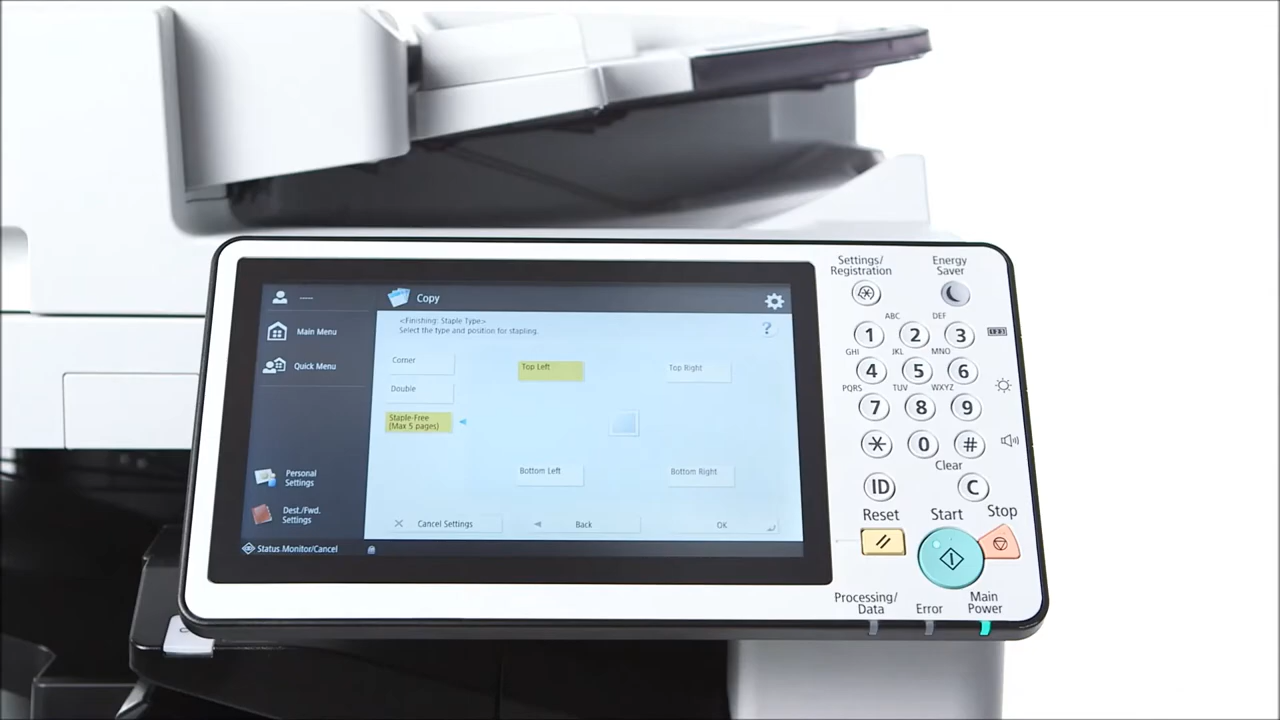 Copy
<Finishing: Staple Type>
Select the type and position for stapling.
?
Main Menu
Quick Menu
Personal
Settings
Dest./Fwd.
Settings
Status Monitor/Cancel
Corner
Double
Staple-Free
(Max 5 pages)
Top Left
Top Right
Bottom Left
Bottom Right
Cancel Settings
Back
OK
Settings/
Registration
Energy
Saver
ABC
DEF
1
2
3
GHI
JKL
MNO
4
5
6
PQRS
TUV
WXYZ
7
8
9
0
#
Clear
ID
C
Reset
Start
Stop
Processing/
Data
Error
Main
Power